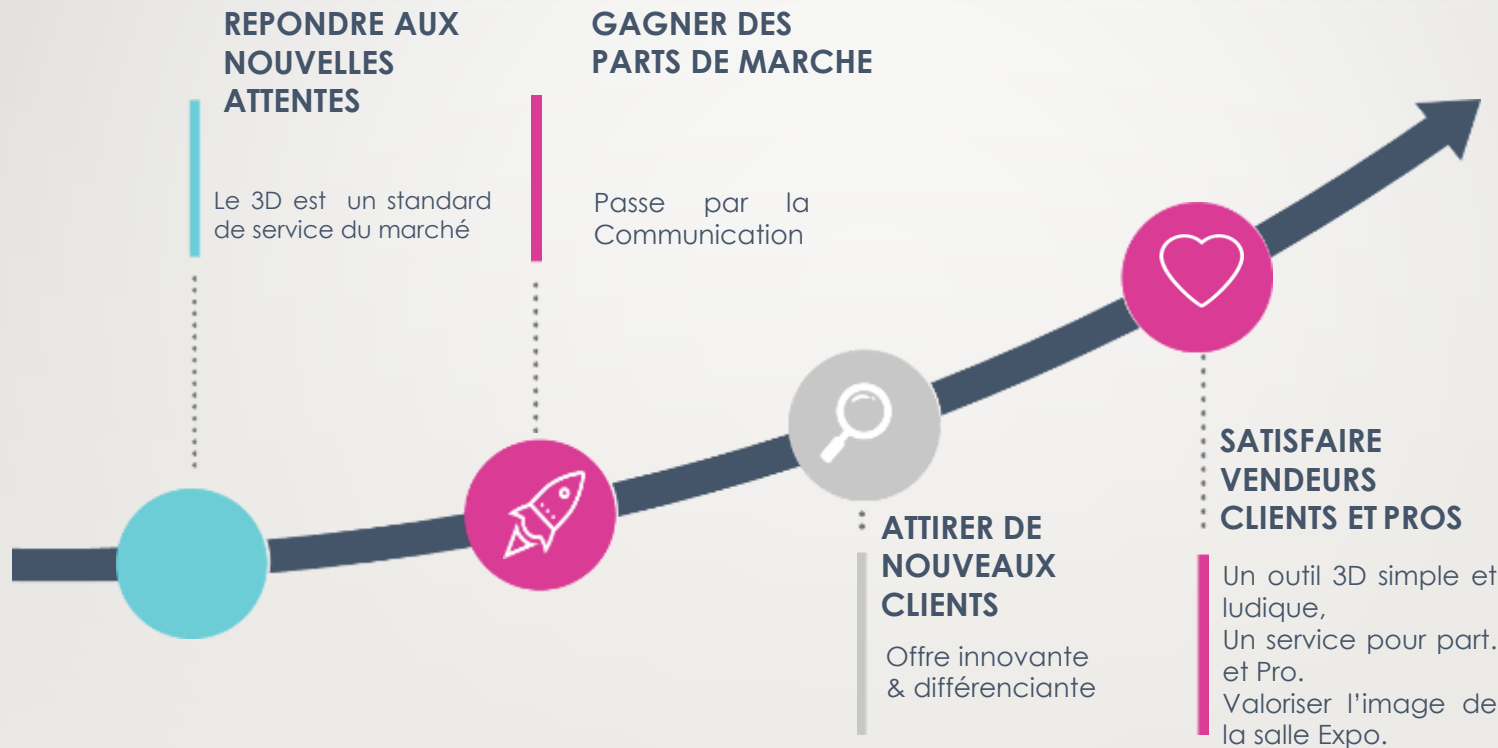 REPONDRE AUX
NOUVELLES
ATTENTES
Le 3D est un standard
de service du marché
GAGNER DES
PARTS DE MARCHE
Passe par la
Communication
ATTIRER DE
NOUVEAUX
CLIENTS
Offre innovante
& différenciante
SATISFAIRE
VENDEURS
CLIENTS ET PROS
Un outil 3D simple et
ludique,
Un service pour part.
et Pro.
Valoriser l'image de
la salle Expo.